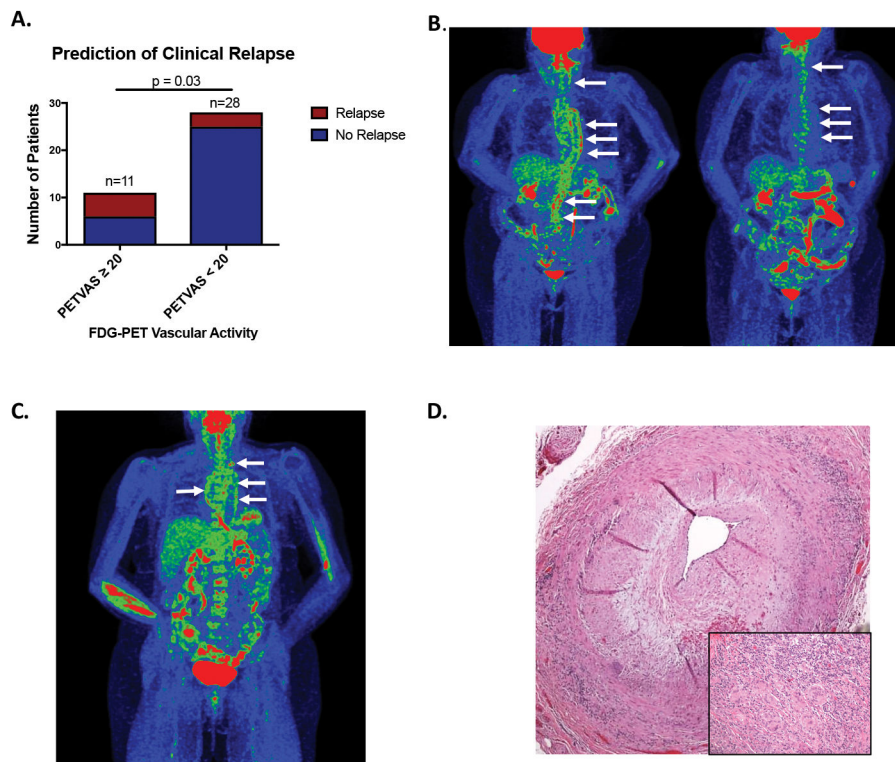 A.
Prediction of Clinical Relapse
p = 0.03
n=28
n=11
Relapse
No Relapse
Number of Patients
30
20
10
0
PETVAS ≥ 20
PETVAS < 20
FDG-PET Vascular Activity
B.
C.
D.